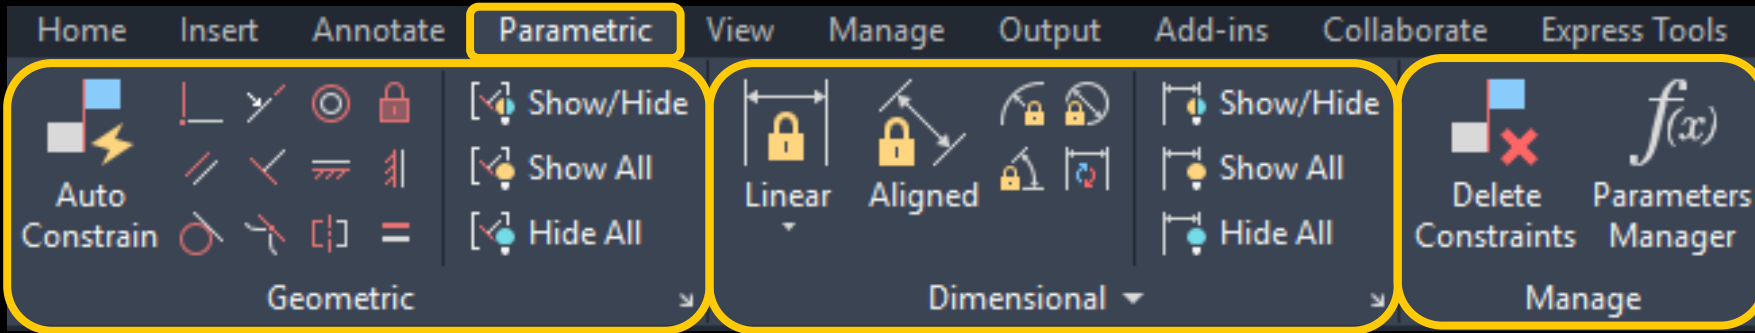 Home Insert Annotate Parametric View Manage Output Add-ins Collaborate Express Tools
Auto
Constrain
Show/Hide
Show All
Hide All
Geometric
Linear
Aligned
Show/Hide
Show All
Hide All
Dimensional
f(x)
Delete
Constraints
Parameters
Manager
Manage